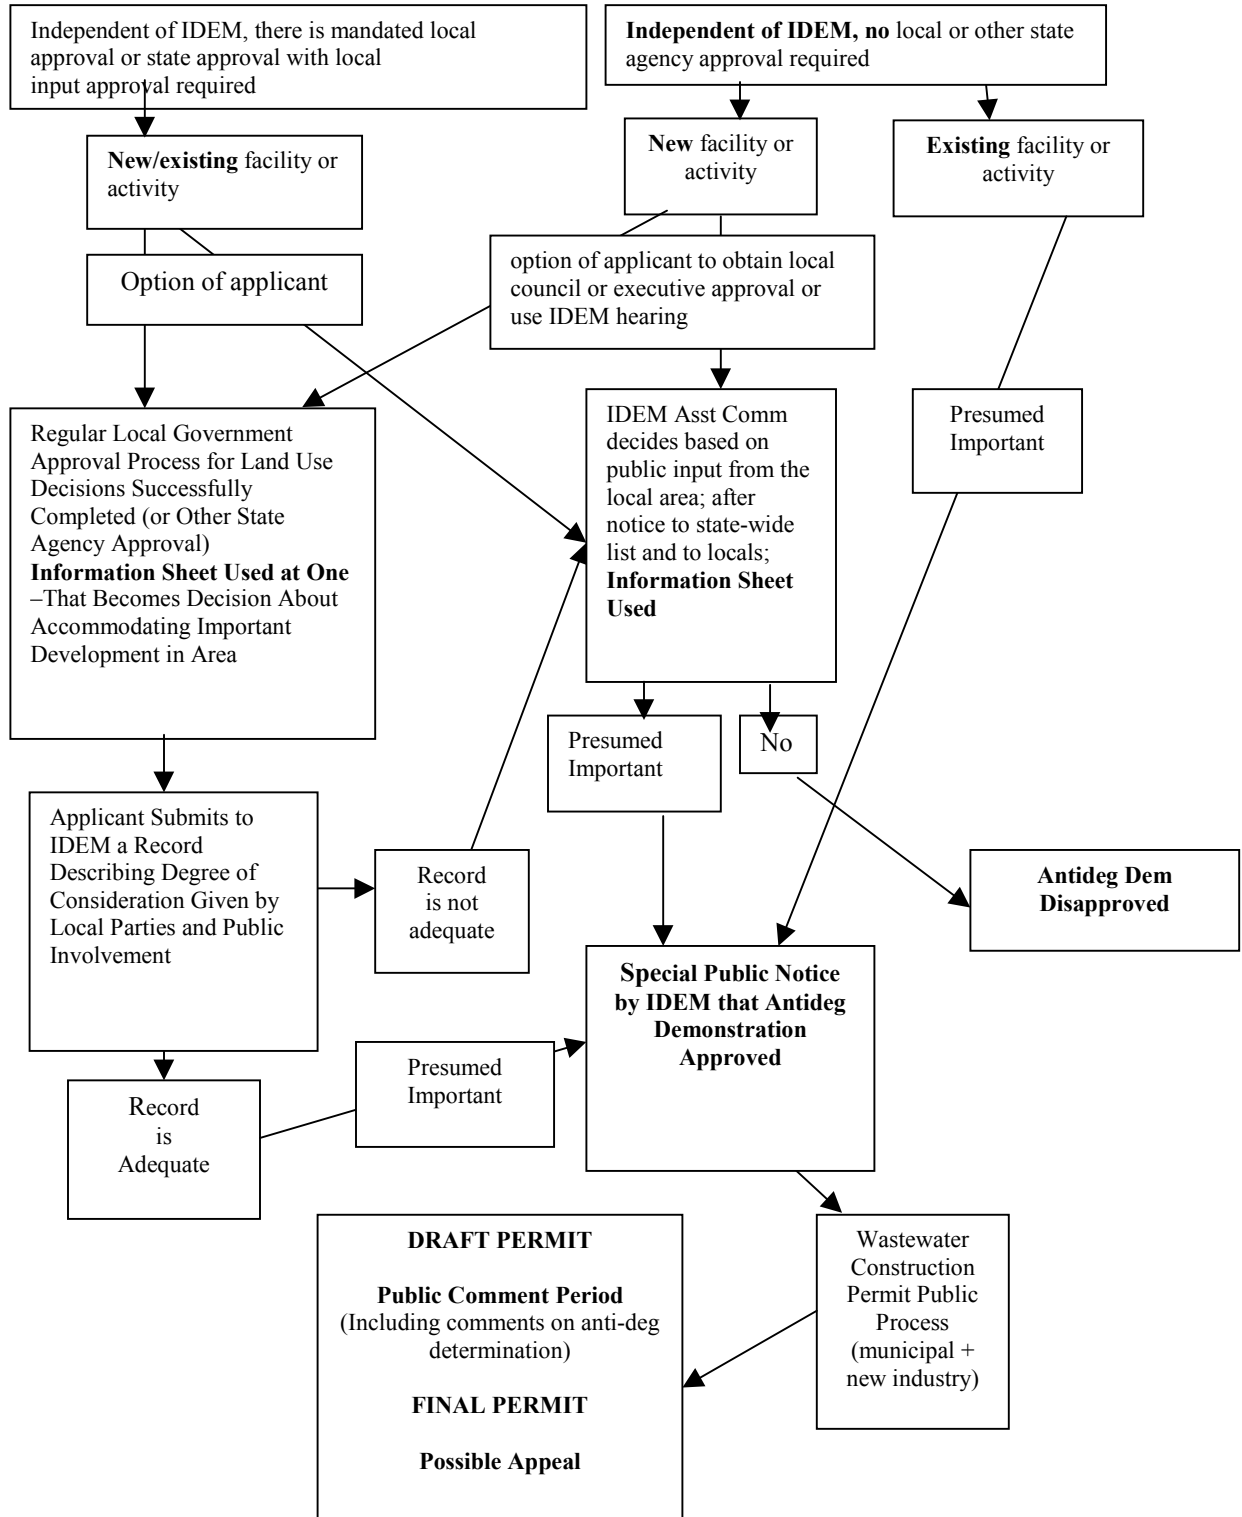 Independent of IDEM, there is mandated local
approval or state approval with local
input approval required
Independent of IDEM, no local or other state
agency approval required
New/existing facility or
activity
New facility or
activity
Existing facility or
activity
Option of applicant
option of applicant to obtain local
council or executive approval or
use IDEM hearing
Regular Local Government
Approval Process for Land Use
Decisions Successfully
Completed (or Other State
Agency Approval)
Information Sheet Used at One
–That Becomes Decision About
Accommodating Important
Development in Area
IDEM Asst Comm
decides based on
public input from the
local area; after
notice to state-wide
list and to locals;
Information Sheet
Used
Presumed
Important
Presumed
Important
No
Applicant Submits to
IDEM a Record
Describing Degree of
Consideration Given by
Local Parties and Public
Involvement
Record
is not
adequate
Antideg Dem
Disapproved
Special Public Notice
by IDEM that Antideg
Demonstration
Approved
Presumed
Important
Record
is
Adequate
DRAFT PERMIT
Public Comment Period
(Including comments on anti-deg
determination)
FINAL PERMIT
Possible Appeal
Wastewater
Construction
Permit Public
Process
(municipal +
new industry)